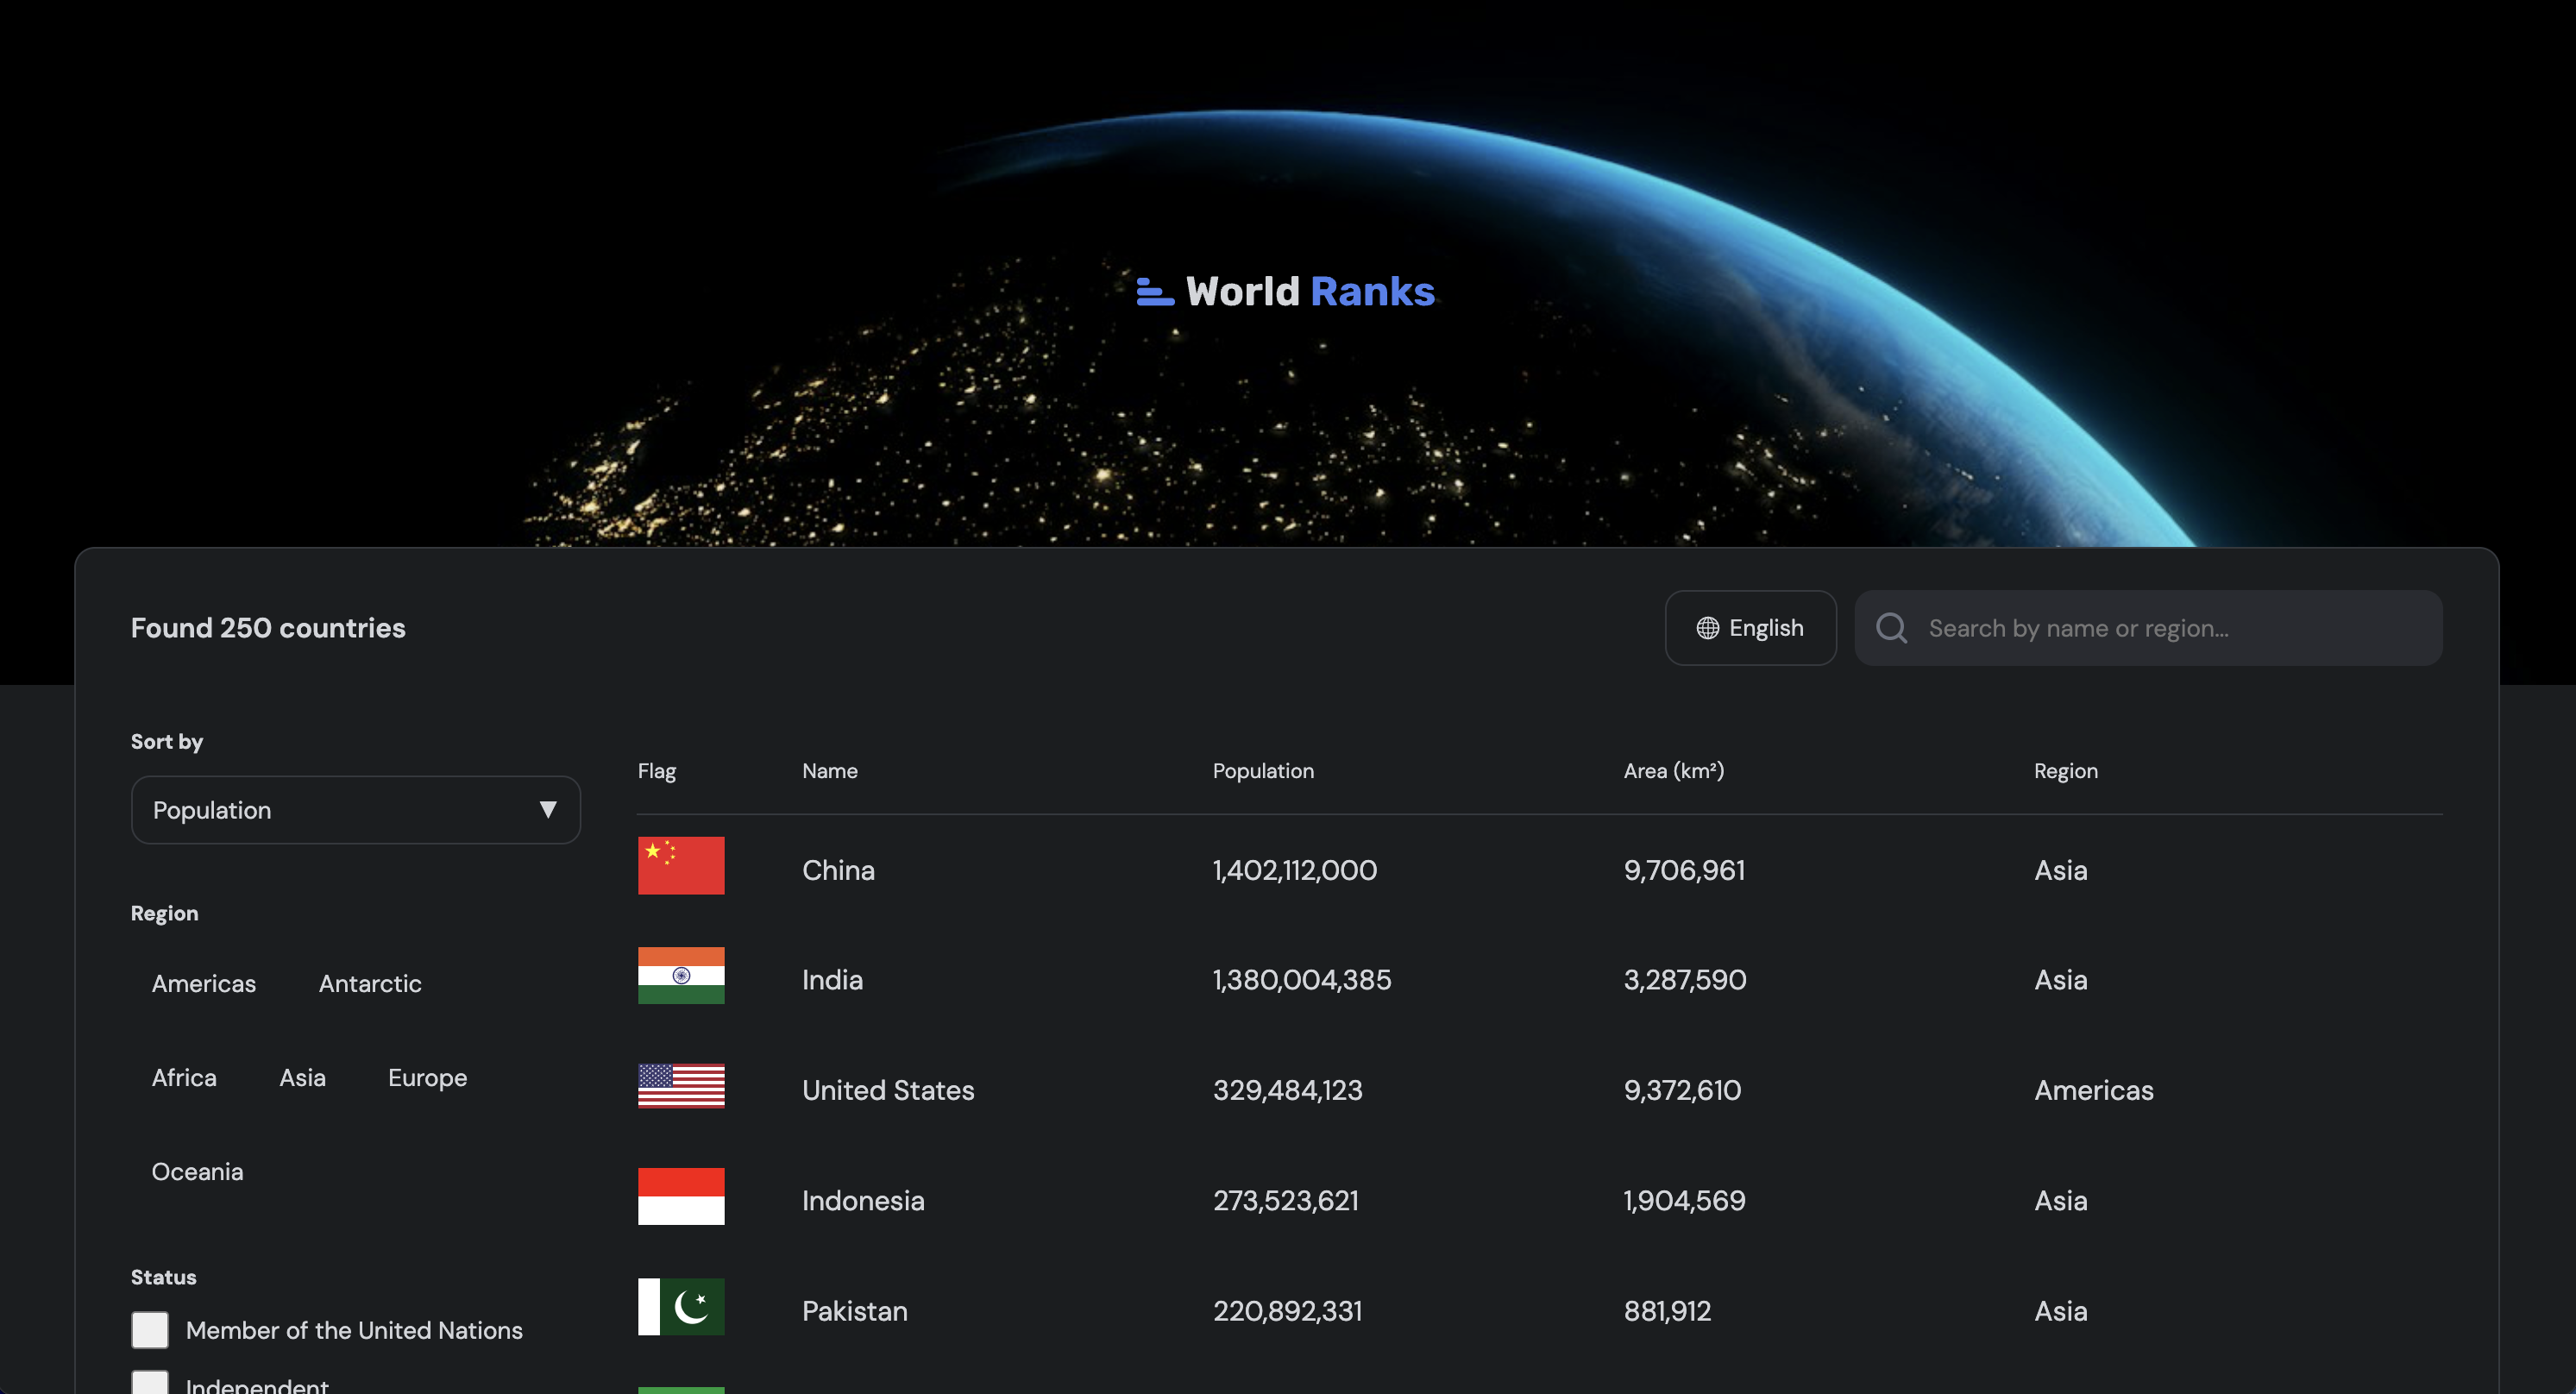 World Ranks
Found 250 countries
English
Search by name or region...
Sort by
Population
Region
Americas Antarctic
Africa Asia Europe
Oceania
Status
Member of the United Nations
Independent
Flag Name Population Area (km²) Region
China 1,402,112,000 9,706,961 Asia
India 1,380,004,385 3,287,590 Asia
United States 329,484,123 9,372,610 Americas
Indonesia 273,523,621 1,904,569 Asia
Pakistan 220,892,331 881,912 Asia